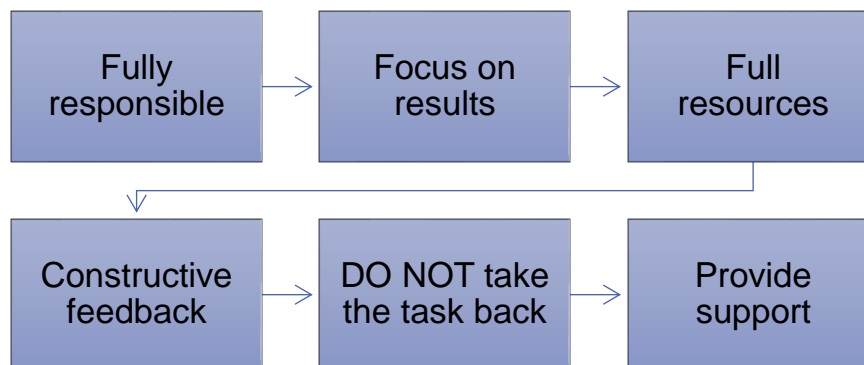 Fully
responsible
Focus on
results
Full
resources
Constructive
feedback
DO NOT take
the task back
Provide
support